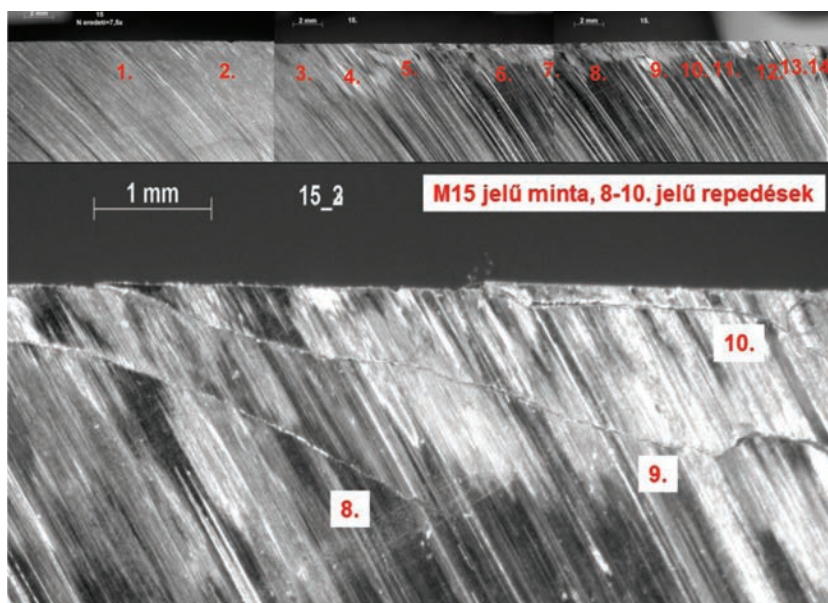 2 mm 15
N eredeti=7,5x
2 mm 15.
2 mm 15.
1. 2. 3. 4. 5. 6. 7. 8. 9. 10. 11. 12. 13. 14
1 mm
M15 jelű minta, 8-10. jelű repedések
10.
9.
8.